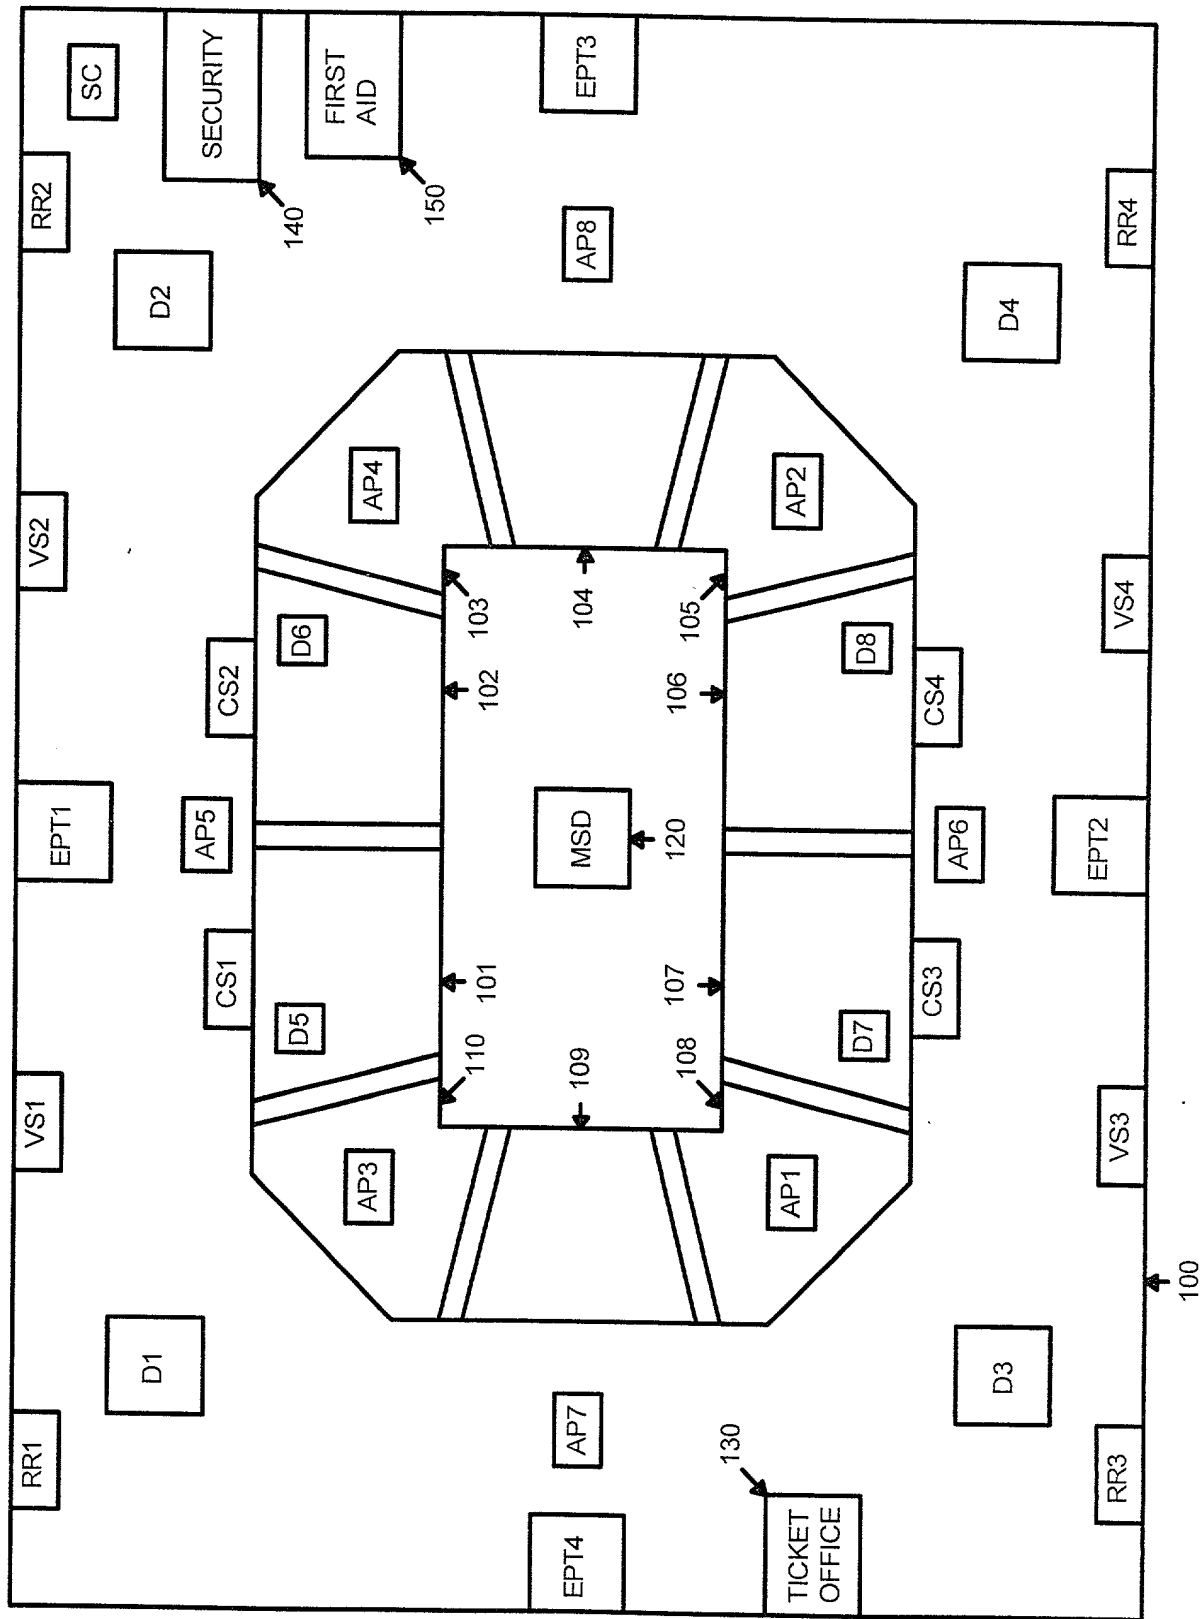 RR1
VS1
EPT1
VS2
RR2
SC
D1
D2
SECURITY
140
CS1
AP5
CS2
FIRST
AID
150
D5
D6
AP3
AP4
110
101
102
103
EPT4
AP7
109
MSD
120
104
AP8
EPT3
108
107
106
105
130
TICKET
OFFICE
AP1
AP2
D7
D8
CS3
AP6
CS4
D3
D4
RR3
VS3
EPT2
VS4
RR4
100